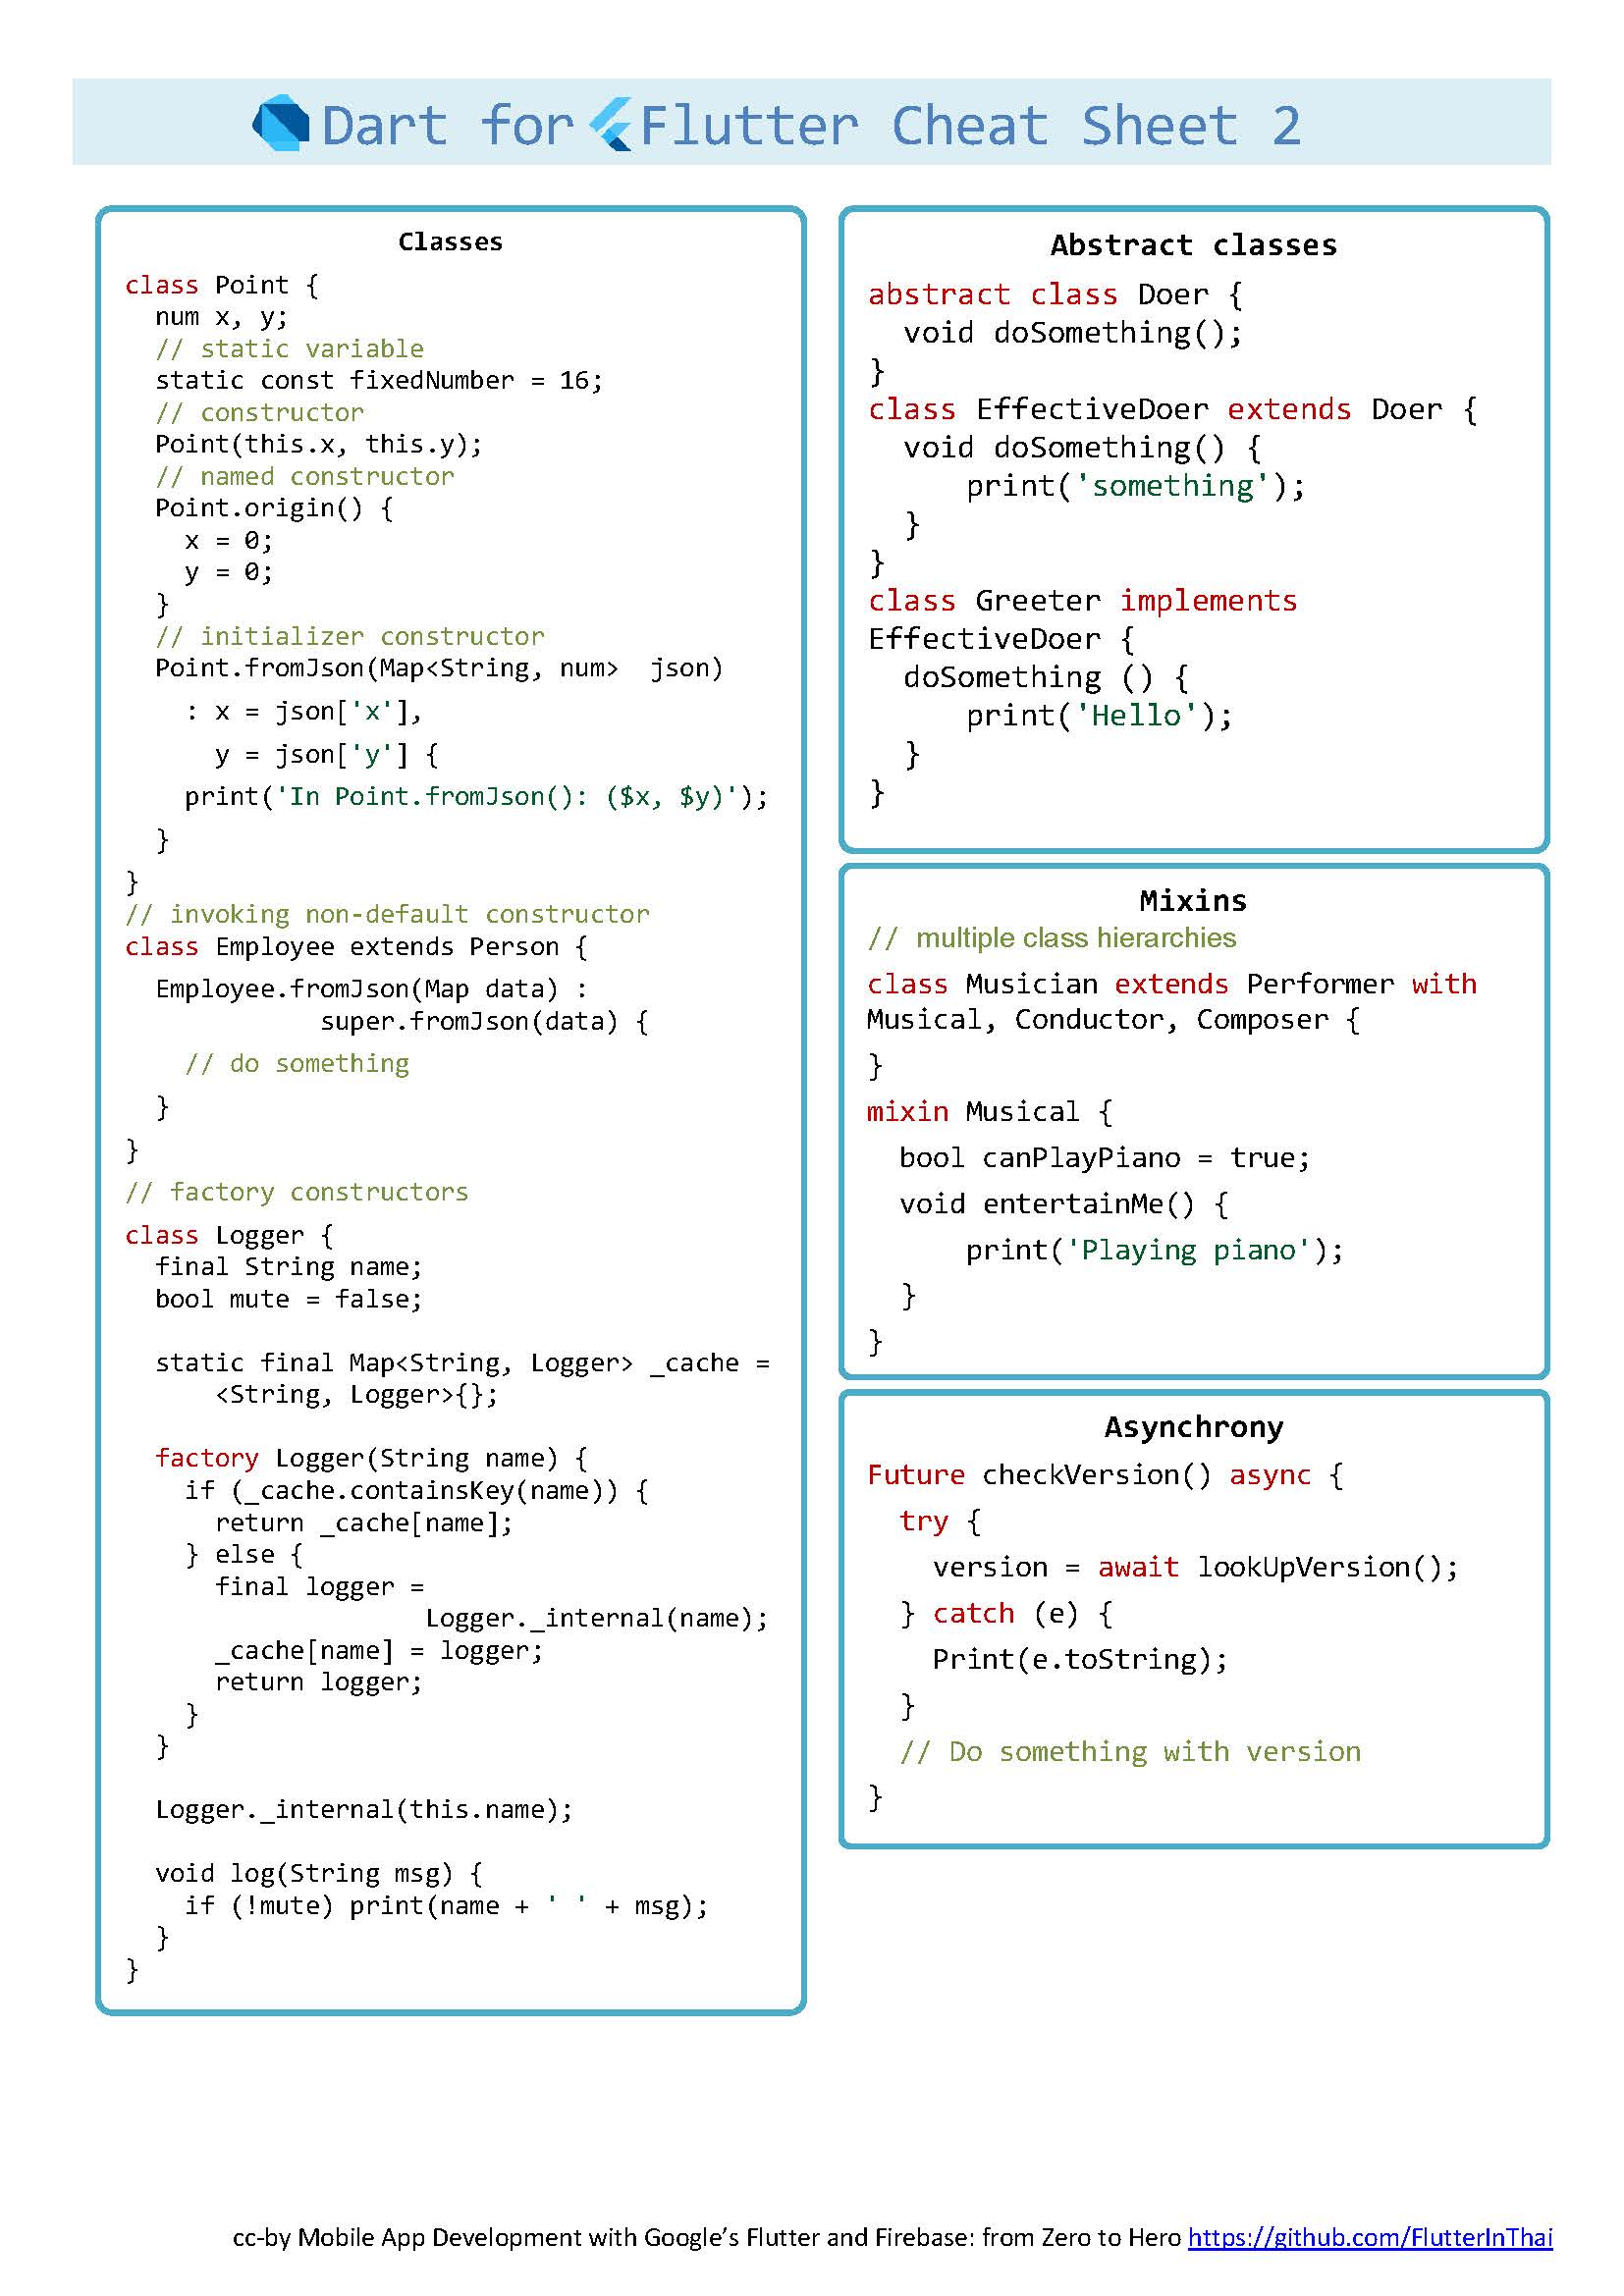 Dart for Flutter Cheat Sheet 2
Classes
class Point {
num x, y;
// static variable
static const fixedNumber = 16;
// constructor
Point(this.x, this.y);
// named constructor
Point.origin() {
x = 0;
y = 0;
}
// initializer constructor
Point.fromJson(Map<String, num>  json)
: x = json['x'],
y = json['y'] {
print('In Point.fromJson(): ($x, $y)');
}
}
// invoking non-default constructor
class Employee extends Person {
Employee.fromJson(Map data) :
super.fromJson(data) {
// do something
}
}
// factory constructors
class Logger {
final String name;
bool mute = false;
static final Map<String, Logger> _cache =
<String, Logger>{};
factory Logger(String name) {
if (_cache.containsKey(name)) {
return _cache[name];
} else {
final logger =
Logger._internal(name);
_cache[name] = logger;
return logger;
}
}
Logger._internal(this.name);
void log(String msg) {
if (!mute) print(name + ' ' + msg);
}
}
Abstract classes
abstract class Doer {
void doSomething();
}
class EffectiveDoer extends Doer {
void doSomething() {
print('something');
}
}
class Greeter implements
EffectiveDoer {
doSomething () {
print('Hello');
}
}
Mixins
// multiple class hierarchies
class Musician extends Performer with
Musical, Conductor, Composer {
}
mixin Musical {
bool canPlayPiano = true;
void entertainMe() {
print('Playing piano');
}
}
Asynchrony
Future checkVersion() async {
try {
version = await lookUpVersion();
} catch (e) {
Print(e.toString);
}
// Do something with version
}
cc-by Mobile App Development with Google’s Flutter and Firebase: from Zero to Hero https://github.com/FlutterInThai